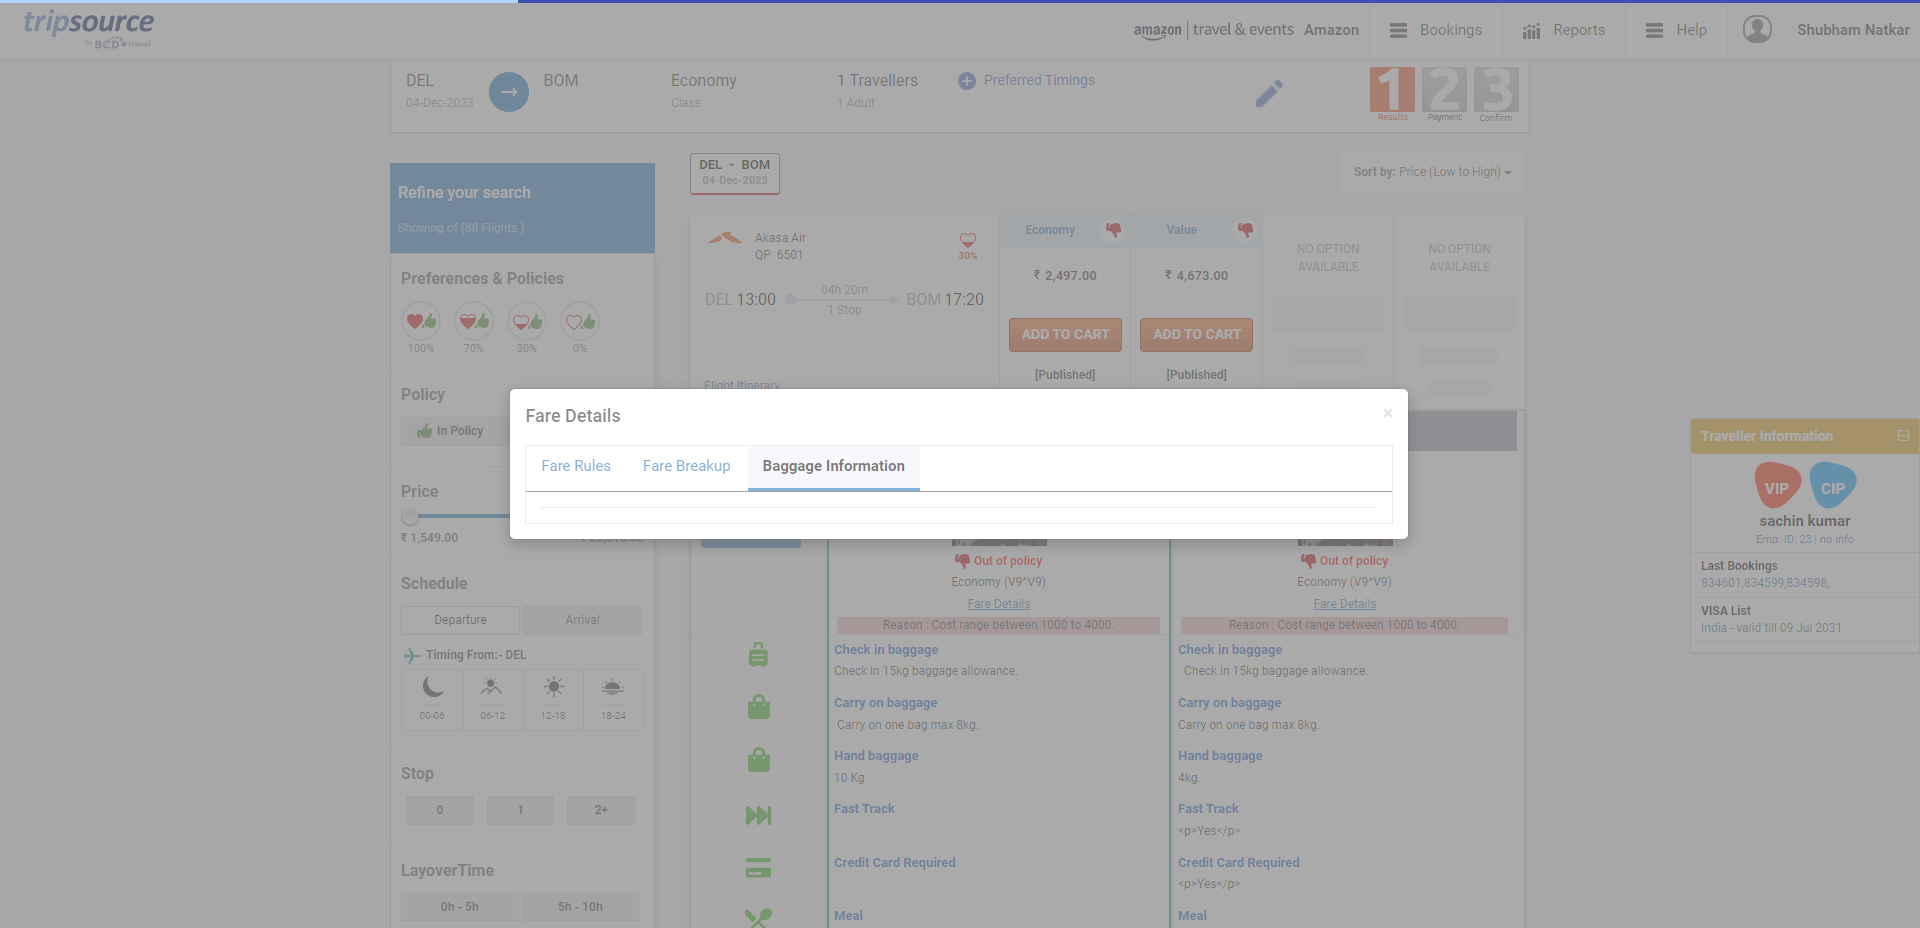 tripsource
by BCD travel
amazon | travel & events Amazon
Bookings
Reports
Help
Shubham Natkar
DEL
04-Dec-2023
BOM
Economy
Class
1 Travellers
1 Adult
Preferred Timings
1 2 3
Results Payment Confirm
Refine your search
Showing of (88 Flights )
DEL - BOM
04-Dec-2023
Sort by: Price (Low to High)
Akasa Air
QP 6501
30%
DEL 13:00
04h 20m
1 Stop
BOM 17:20
Flight Itinerary
Economy
₹ 2,497.00
ADD TO CART
[Published]
Value
₹ 4,673.00
ADD TO CART
[Published]
NO OPTION
AVAILABLE
NO OPTION
AVAILABLE
Preferences & Policies
100% 70% 30% 0%
Policy
In Policy
Price
₹ 1,549.00
Schedule
Departure Arrival
Timing From:- DEL
00-06 06-12 12-18 18-24
Stop
0 1 2+
LayoverTime
0h - 5h 5h - 10h
Fare Details
×
Fare Rules Fare Breakup Baggage Information
Out of policy
Economy (V9^V9)
Fare Details
Reason : Cost range between 1000 to 4000.
Out of policy
Economy (V9^V9)
Fare Details
Reason : Cost range between 1000 to 4000.
Check in baggage
Check in 15kg baggage allowance.
Check in baggage
Check in 15kg baggage allowance.
Carry on baggage
Carry on one bag max 8kg.
Carry on baggage
Carry on one bag max 8kg.
Hand baggage
10 Kg
Hand baggage
4kg
Fast Track
Fast Track
<p>Yes</p>
Credit Card Required
Credit Card Required
<p>Yes</p>
Meal
Meal
Traveller Information
VIP CIP
sachin kumar
Emp. ID: 23 | no Info
Last Bookings
834601,834599,834598,
VISA List
India - valid till 09 Jul 2031